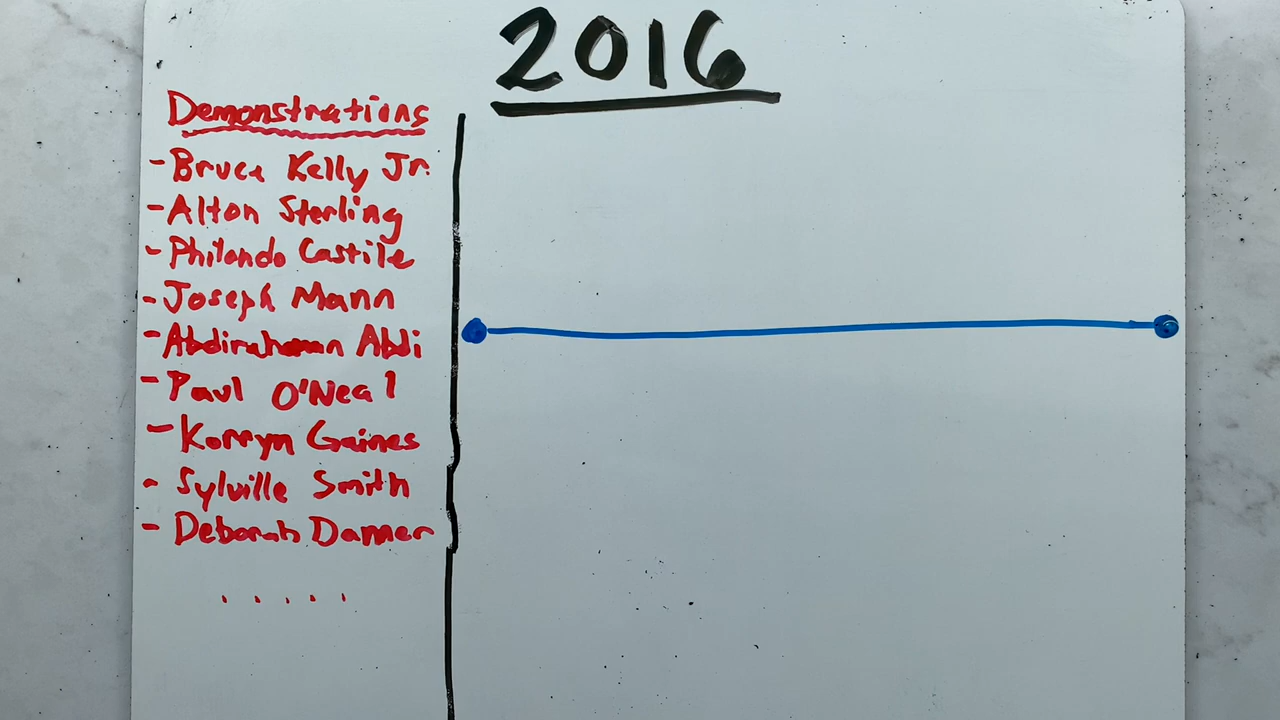 2016
Demonstrations
- Bruce Kelly Jr.
- Alton Sterling
- Philando Castile
- Joseph Mann
- Abdirahman Abdi
- Paul O'Neal
- Korryn Gaines
- Sylville Smith
- Deborah Danner
.....